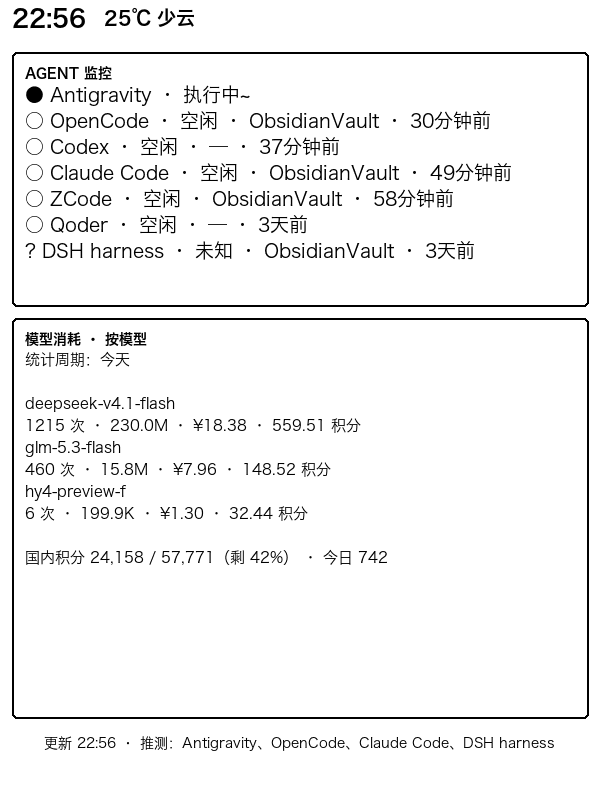 22:56 25℃ 少云
AGENT 监控
● Antigravity · 执行中~
○ OpenCode · 空闲 · ObsidianVault · 30分钟前
○ Codex · 空闲 · — · 37分钟前
○ Claude Code · 空闲 · ObsidianVault · 49分钟前
○ ZCode · 空闲 · ObsidianVault · 58分钟前
○ Qoder · 空闲 · — · 3天前
? DSH harness · 未知 · ObsidianVault · 3天前
模型消耗 · 按模型
统计周期：今天
deepseek-v4.1-flash
1215 次 · 230.0M · ¥18.38 · 559.51 积分
glm-5.3-flash
460 次 · 15.8M · ¥7.96 · 148.52 积分
hy4-preview-f
6 次 · 199.9K · ¥1.30 · 32.44 积分
国内积分 24,158 / 57,771（剩 42%） · 今日 742
更新 22:56 · 推测：Antigravity、OpenCode、Claude Code、DSH harness